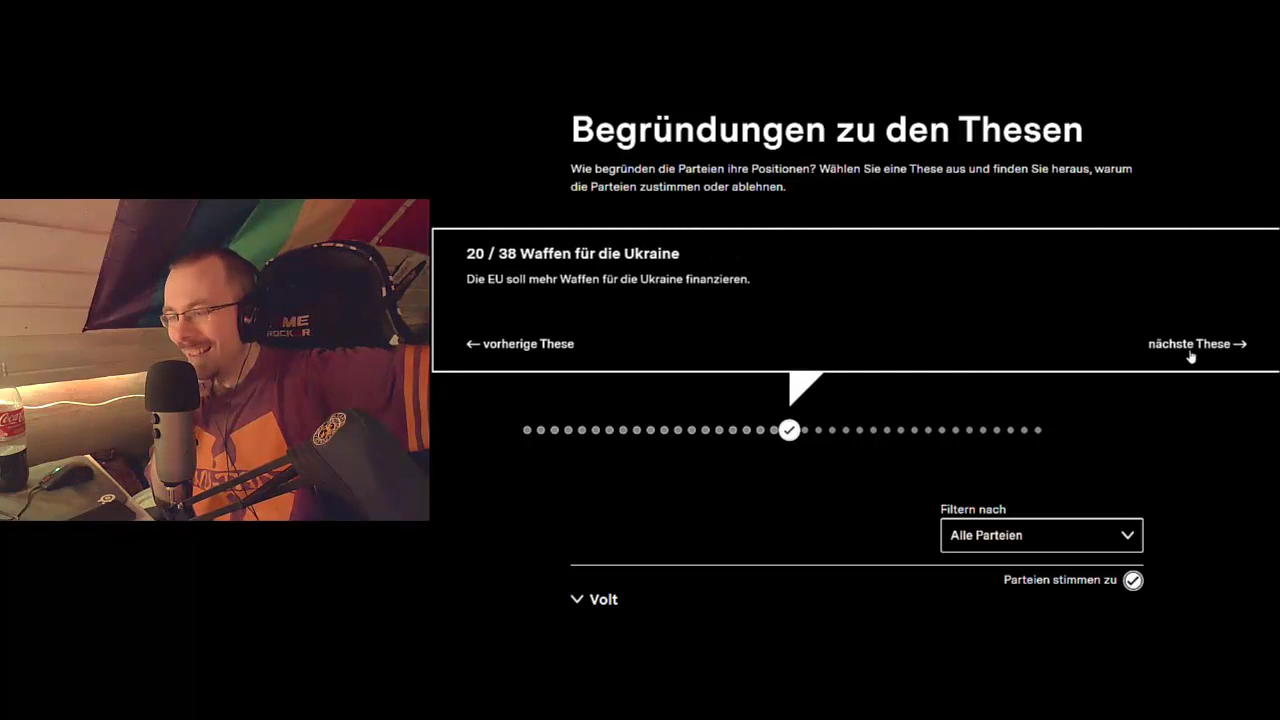 Begründungen zu den Thesen
Wie begründen die Parteien ihre Positionen? Wählen Sie eine These aus und finden Sie heraus, warum
die Parteien zustimmen oder ablehnen.
20 / 38 Waffen für die Ukraine
Die EU soll mehr Waffen für die Ukraine finanzieren.
← vorherige These
nächste These →
Filtern nach
Alle Parteien
Parteien stimmen zu
Volt